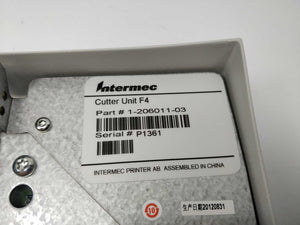 Intermec
Cutter Unit F4
Part # 1-206011-03
Serial # P1361
INTERMEC PRINTER AB. ASSEMBLED IN CHINA
10
生产日期20120831